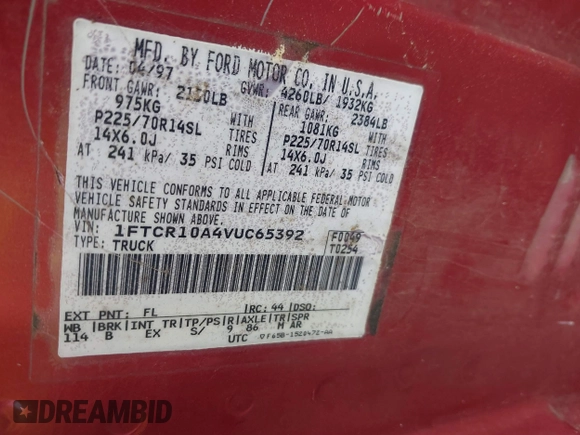 MFD. BY FORD MOTOR CO. IN U.S.A.
DATE: 04/97 GVWR: 4260LB/ 1932KG
FRONT GAWR: 2150LB REAR GAWR: 2384LB
975KG 1081KG
P225/70R14SL TIRES P225/70R14SL TIRES
14X6.0J RIMS 14X6.0J RIMS
AT 241 kPa/ 35 PSI COLD AT 241 kPa/ 35 PSI COLD
THIS VEHICLE CONFORMS TO ALL APPLICABLE FEDERAL MOTOR
VEHICLE SAFETY STANDARDS IN EFFECT ON THE DATE OF
MANUFACTURE SHOWN ABOVE.
VIN: 1FTCR10A4VUC65392 F0049
TYPE: TRUCK T0254
EXT PNT: FL RC: 44 DSO:
WB BRK INT TR TP/PS R AXLE TR SPR
114 B EX S/ 9 86 M AR
UTC
DREAMBID